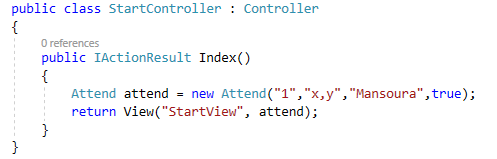 public class StartController : Controller
{
0 references
public IActionResult Index()
{
Attend attend = new Attend("1","x,y","Mansoura",true);
return View("StartView", attend);
}
}